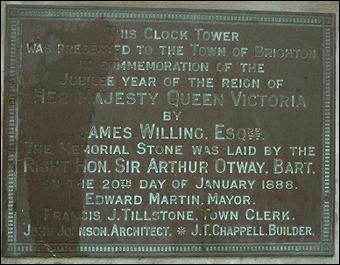 THIS CLOCK TOWER
WAS PRESENTED TO THE TOWN OF BRIGHTON
IN COMMEMORATION OF THE
JUBILEE YEAR OF THE REIGN OF
HER MAJESTY QUEEN VICTORIA
BY
JAMES WILLING, ESQRE
THE MEMORIAL STONE WAS LAID BY THE
RIGHT HON. SIR ARTHUR OTWAY, BART.
ON THE 20TH DAY OF JANUARY 1888.
EDWARD MARTIN, MAYOR.
FRANCIS J. TILLSTONE, TOWN CLERK.
JOHN JOHNSON, ARCHITECT. * J.T. CHAPPELL, BUILDER.